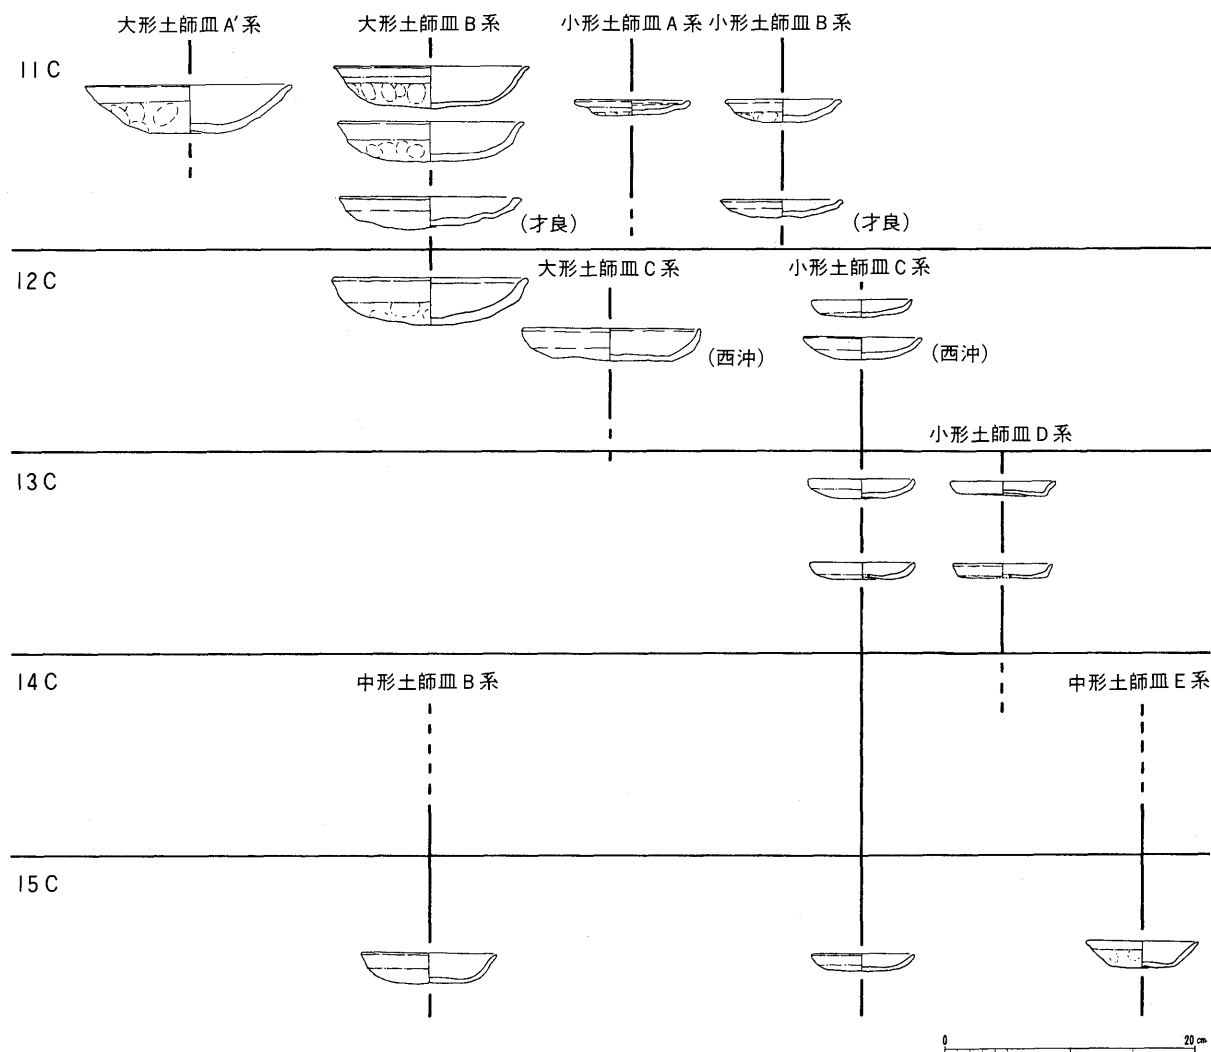 大形土師皿A′系 大形土師皿B系 小形土師皿A系 小形土師皿B系
11C
(才良) (才良)
12C 大形土師皿C系 小形土師皿C系
(西沖) (西沖)
小形土師皿D系
13C
14C 中形土師皿B系 中形土師皿E系
15C
0 20cm